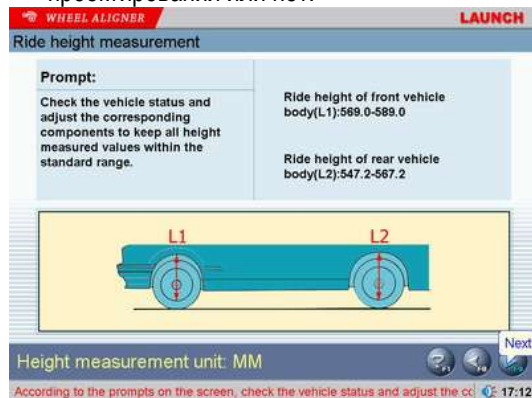 WHEEL ALIGNER
LAUNCH
Ride height measurement
Prompt:
Check the vehicle status and
adjust the corresponding
components to keep all height
measured values within the
standard range.
Ride height of front vehicle
body(L1):569.0-589.0
Ride height of rear vehicle
body(L2):547.2-567.2
L1
L2
Height measurement unit: MM
Next
F1
According to the prompts on the screen, check the vehicle status and adjust the cc
17:12